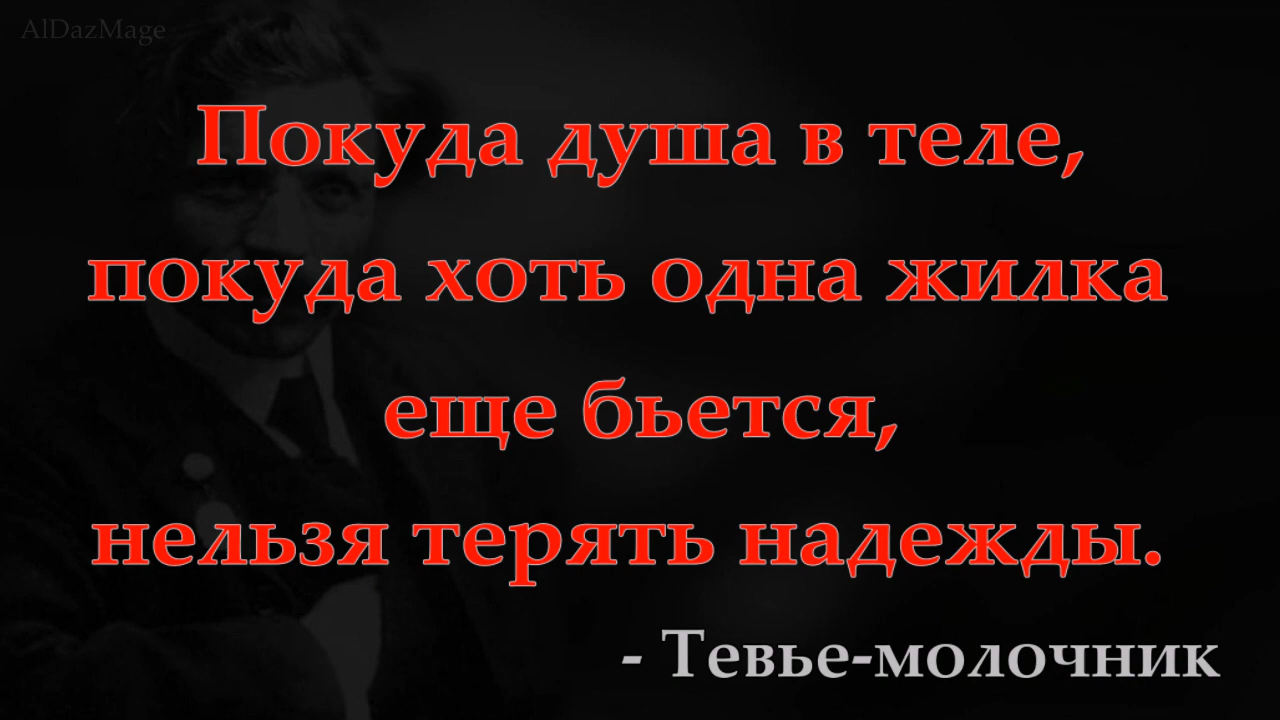 AlDazMage
Покуда душа в теле,
покуда хоть одна жилка
еще бьется,
нельзя терять надежды.
- Тевье-молочник